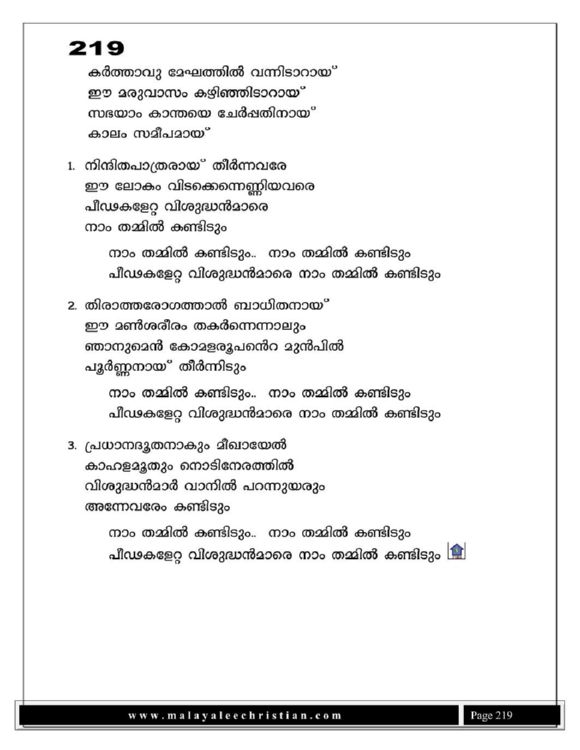 219
കർത്താവു മേഘത്തിൽ വന്നിടാറായ്
ഈ മരുവാസം കഴിഞ്ഞിടാറായ്
സഭയാം കാന്തയെ ചേർപ്പതിനായ്
കാലം സമീപമായ്
1. നിന്ദിതപാത്രരായ് തീർന്നവരേ
ഈ ലോകം വിടക്കെന്നെണ്ണിയവരെ
പീഢകളേറ്റ വിശുദ്ധൻമാരെ
നാം തമ്മിൽ കണ്ടിടും
നാം തമ്മിൽ കണ്ടിടും.. നാം തമ്മിൽ കണ്ടിടും
പീഢകളേറ്റ വിശുദ്ധൻമാരെ നാം തമ്മിൽ കണ്ടിടും
2. തിരാത്തരോഗത്താൽ ബാധിതനായ്
ഈ മൺശരീരം തകർന്നെന്നാലും
ഞാനുമെൻ കോമളരൂപന്റെ മുൻപിൽ
പൂർണ്ണനായ് തീർന്നിടും
നാം തമ്മിൽ കണ്ടിടും.. നാം തമ്മിൽ കണ്ടിടും
പീഢകളേറ്റ വിശുദ്ധൻമാരെ നാം തമ്മിൽ കണ്ടിടും
3. പ്രധാനദൂതനാകും മീഖായേൽ
കാഹളമൂതും നൊടിനേരത്തിൽ
വിശുദ്ധൻമാർ വാനിൽ പറന്നുയരും
അന്നേവരേം കണ്ടിടും
നാം തമ്മിൽ കണ്ടിടും.. നാം തമ്മിൽ കണ്ടിടും
പീഢകളേറ്റ വിശുദ്ധൻമാരെ നാം തമ്മിൽ കണ്ടിടും
www.malayaleechristian.com
Page 219